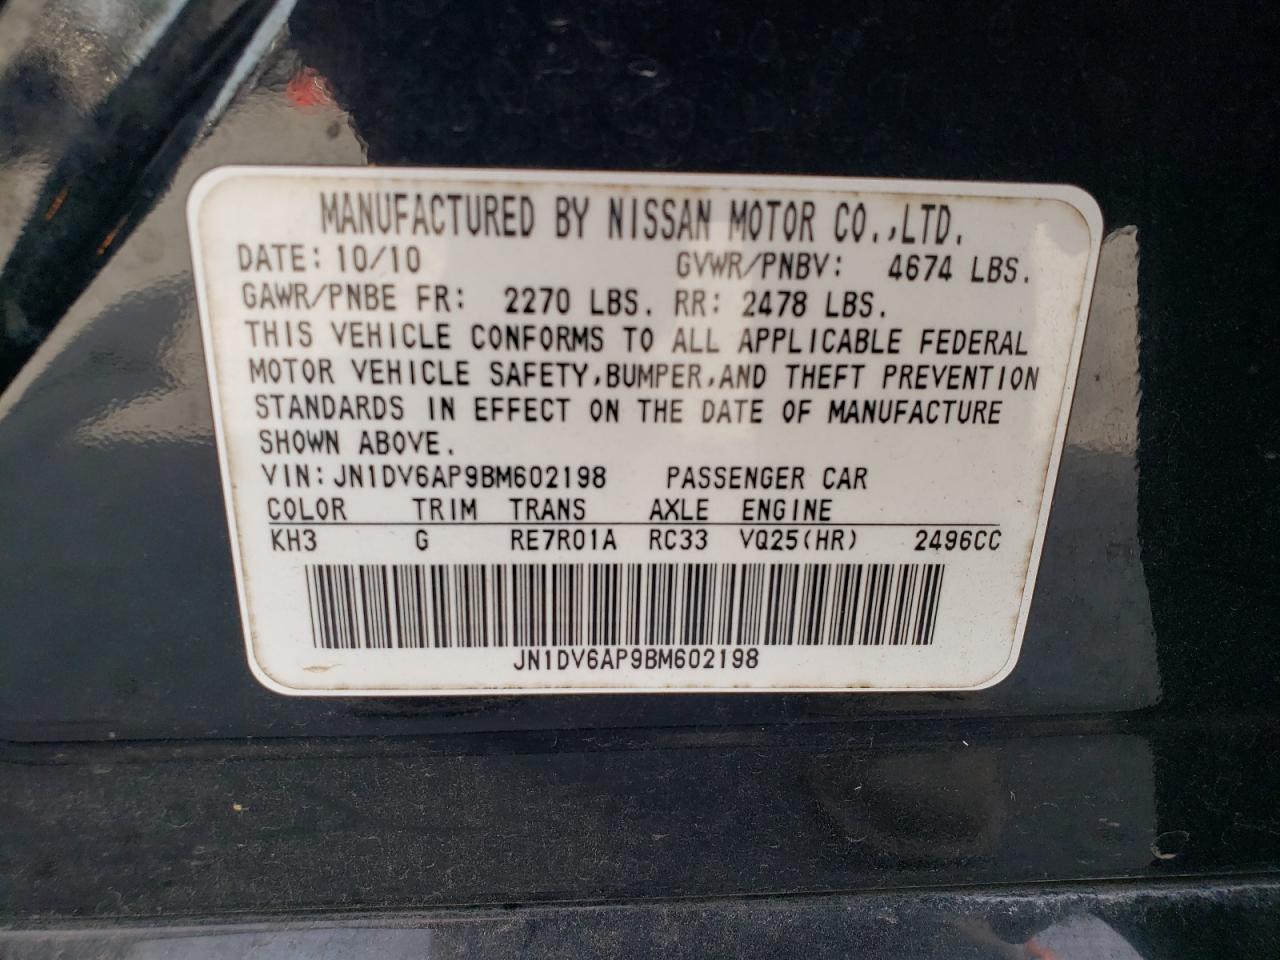 MANUFACTURED BY NISSAN MOTOR CO.,LTD.
DATE: 10/10 GVWR/PNBV: 4674 LBS.
GAWR/PNBE FR: 2270 LBS. RR: 2478 LBS.
THIS VEHICLE CONFORMS TO ALL APPLICABLE FEDERAL
MOTOR VEHICLE SAFETY,BUMPER,AND THEFT PREVENTION
STANDARDS IN EFFECT ON THE DATE OF MANUFACTURE
SHOWN ABOVE.
VIN: JN1DV6AP9BM602198 PASSENGER CAR
COLOR TRIM TRANS AXLE ENGINE
KH3 G RE7R01A RC33 VQ25(HR) 2496CC
JN1DV6AP9BM602198